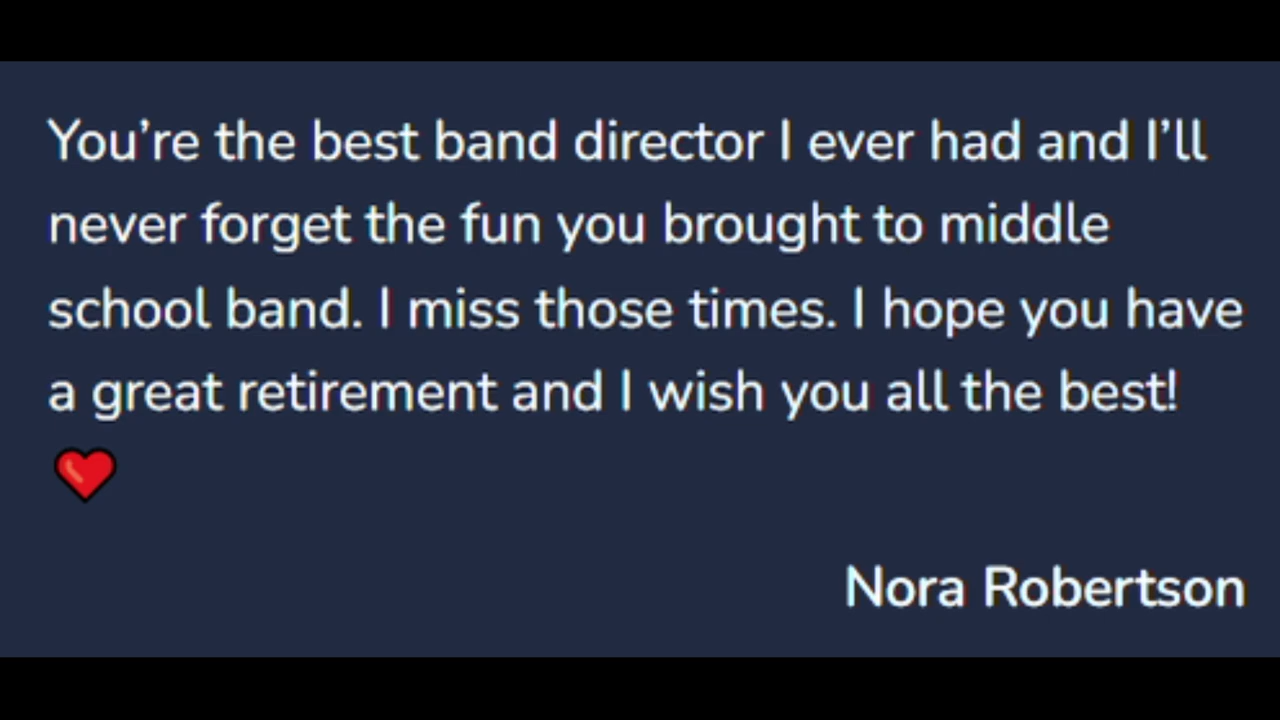 You’re the best band director I ever had and I’ll
never forget the fun you brought to middle
school band. I miss those times. I hope you have
a great retirement and I wish you all the best!
❤️
Nora Robertson